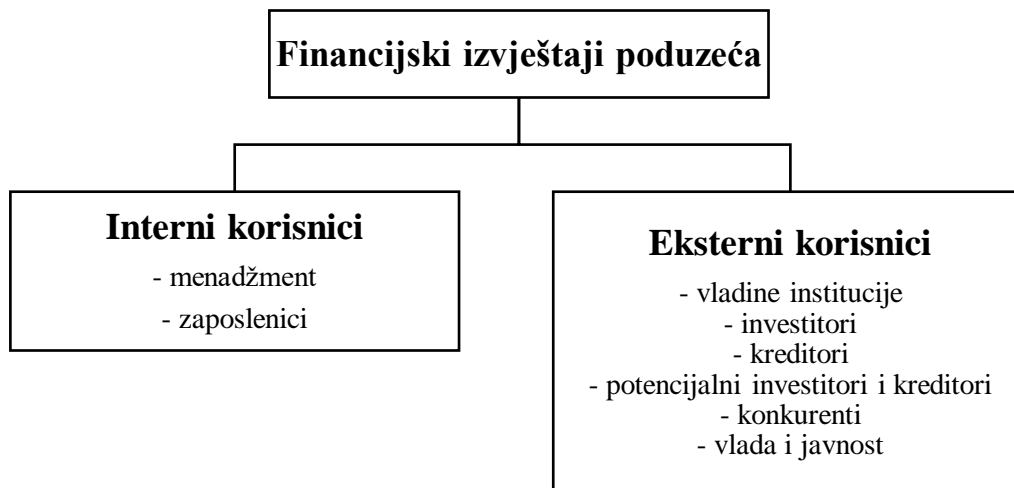 Financijski izvještaji poduzeća
Interni korisnici
- menadžment
- zaposlenici
Eksterni korisnici
- vladine institucije
- investitori
- kreditori
- potencijalni investitori i kreditori
- konkurenti
- vlada i javnost